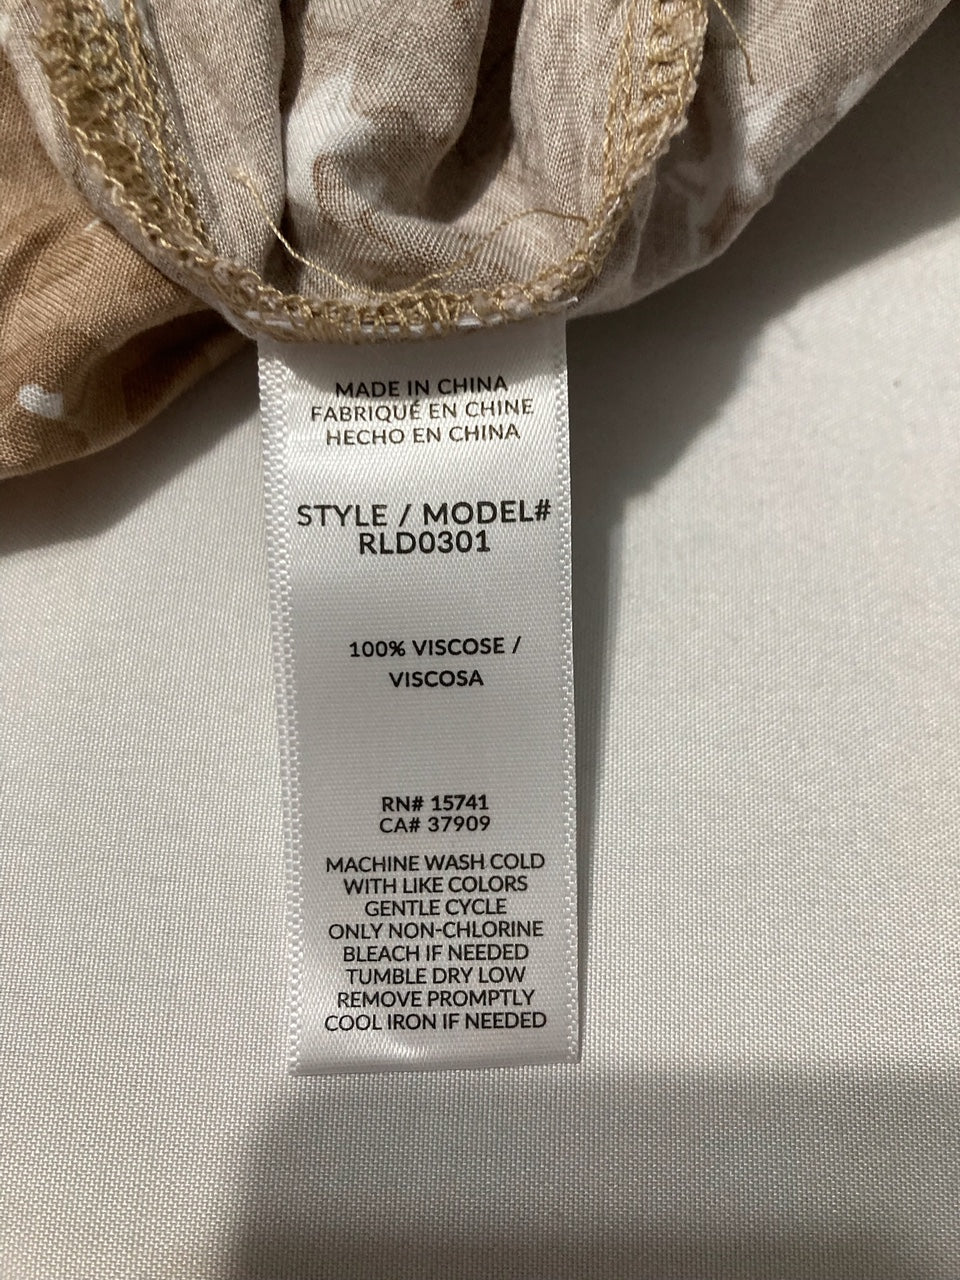 MADE IN CHINA
FABRIQUÉ EN CHINE
HECHO EN CHINA
STYLE / MODEL#
RLD0301
100% VISCOSE /
VISCOSA
RN# 15741
CA# 37909
MACHINE WASH COLD
WITH LIKE COLORS
GENTLE CYCLE
ONLY NON-CHLORINE
BLEACH IF NEEDED
TUMBLE DRY LOW
REMOVE PROMPTLY
COOL IRON IF NEEDED